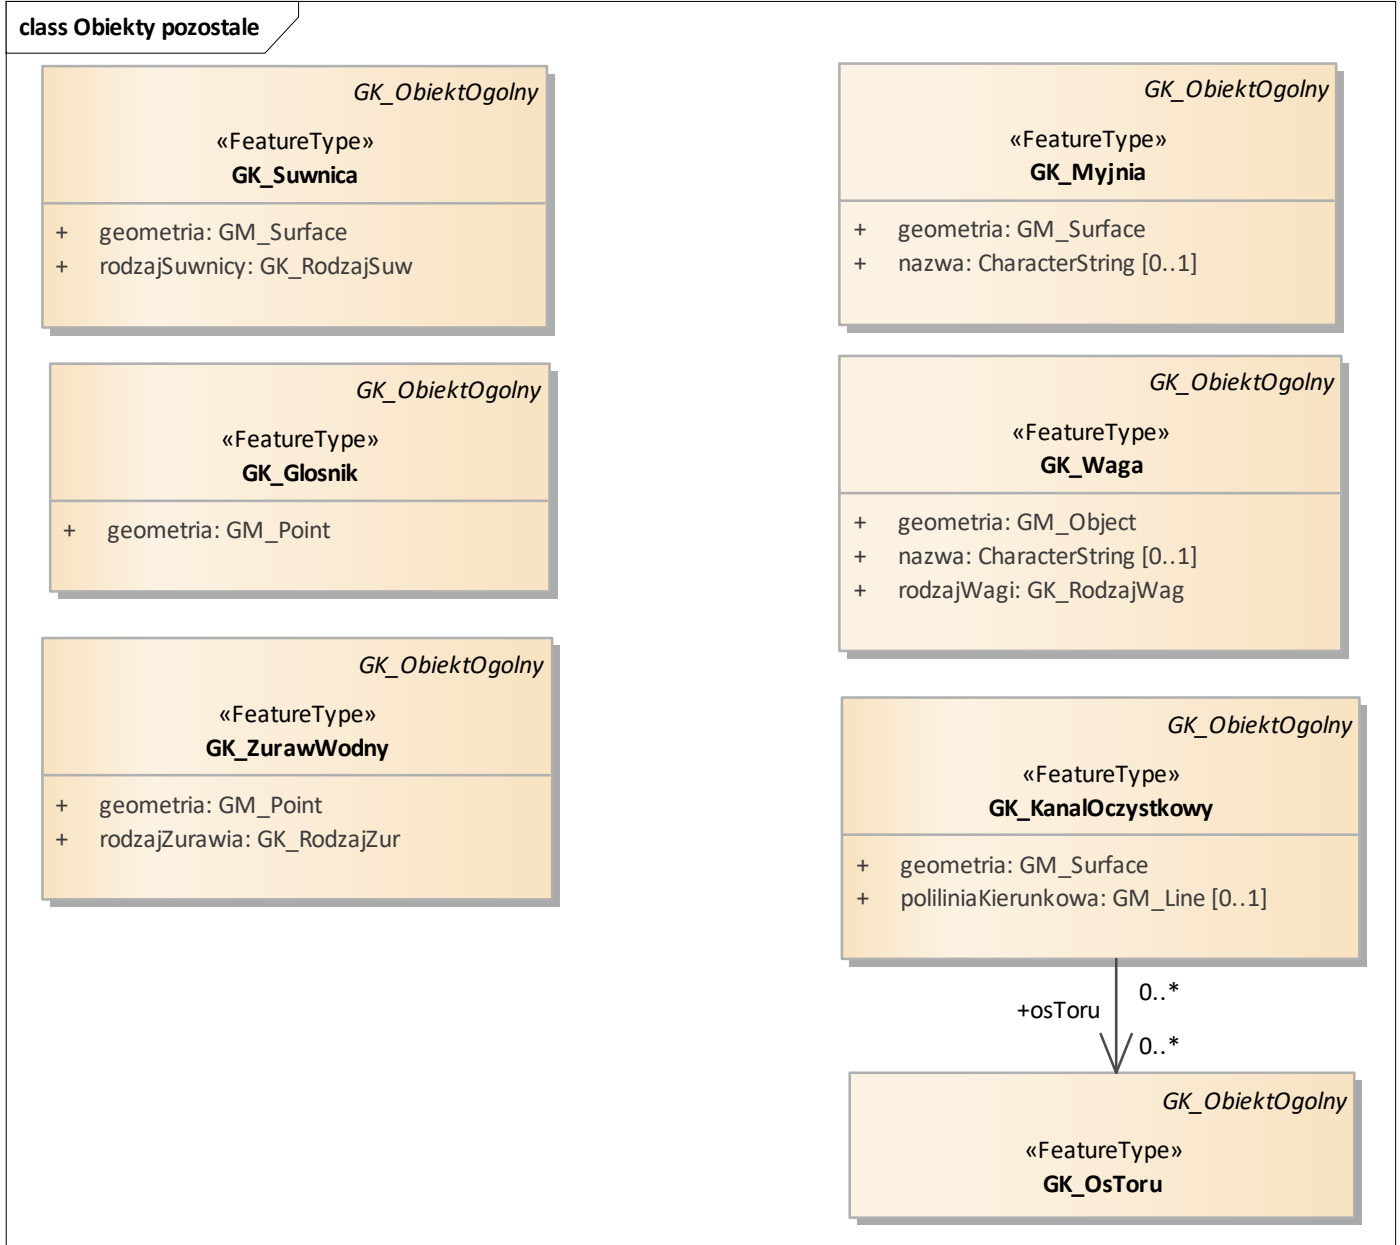 class Obiekty pozostale
GK_ObiektOgolny
«FeatureType»
GK_Suwnica
+ geometria: GM_Surface
+ rodzajSuwnicy: GK_RodzajSuw
GK_ObiektOgolny
«FeatureType»
GK_Myjnia
+ geometria: GM_Surface
+ nazwa: CharacterString [0..1]
GK_ObiektOgolny
«FeatureType»
GK_Glosnik
+ geometria: GM_Point
GK_ObiektOgolny
«FeatureType»
GK_Waga
+ geometria: GM_Object
+ nazwa: CharacterString [0..1]
+ rodzajWagi: GK_RodzajWag
GK_ObiektOgolny
«FeatureType»
GK_ZurawWodny
+ geometria: GM_Point
+ rodzajZurawia: GK_RodzajZur
GK_ObiektOgolny
«FeatureType»
GK_KanalOczystkowy
+ geometria: GM_Surface
+ poliliniaKierunkowa: GM_Line [0..1]
0..*
+osToru
0..*
GK_ObiektOgolny
«FeatureType»
GK_OsToru